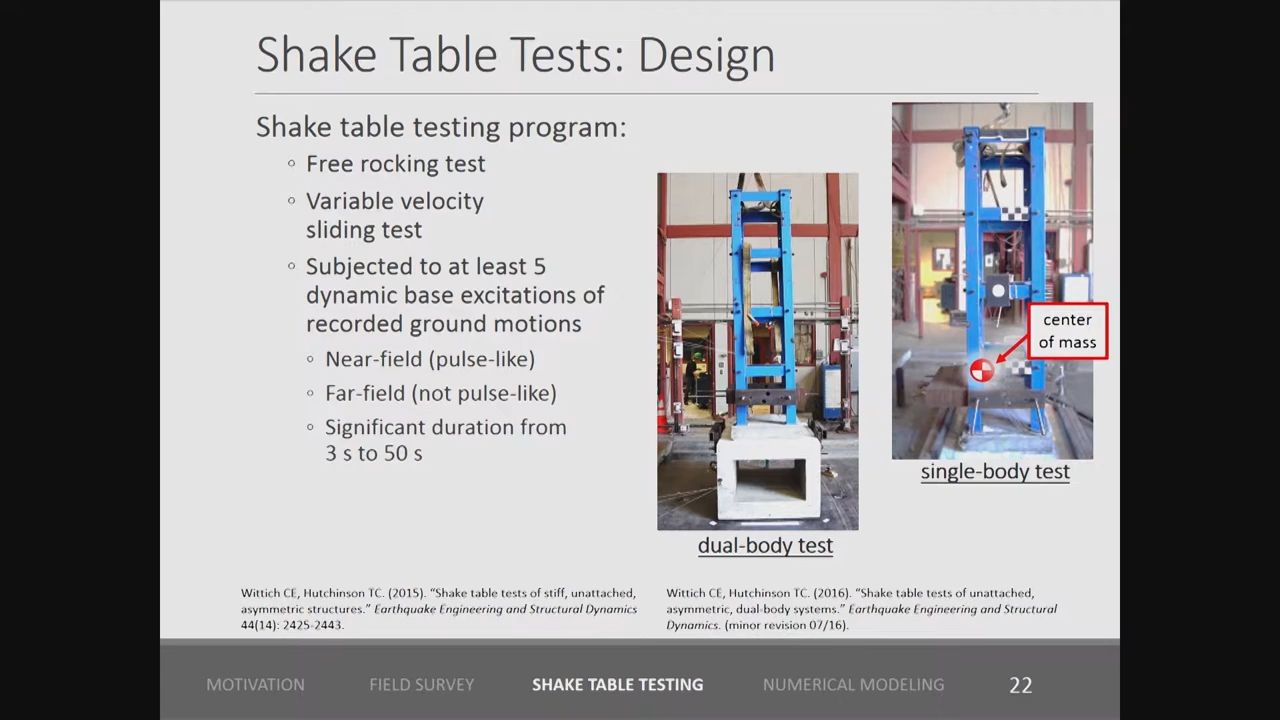 Shake Table Tests: Design
Shake table testing program:
◦ Free rocking test
◦ Variable velocity
sliding test
◦ Subjected to at least 5
dynamic base excitations of
recorded ground motions
◦ Near-field (pulse-like)
◦ Far-field (not pulse-like)
◦ Significant duration from
3 s to 50 s
center
of mass
single-body test
dual-body test
Wittich CE, Hutchinson TC. (2015). “Shake table tests of stiff, unattached,
asymmetric structures.” Earthquake Engineering and Structural Dynamics
44(14): 2425-2443.
Wittich CE, Hutchinson TC. (2016). “Shake table tests of unattached,
asymmetric, dual-body systems.” Earthquake Engineering and Structural
Dynamics. (minor revision 07/16).
MOTIVATION FIELD SURVEY SHAKE TABLE TESTING NUMERICAL MODELING 22